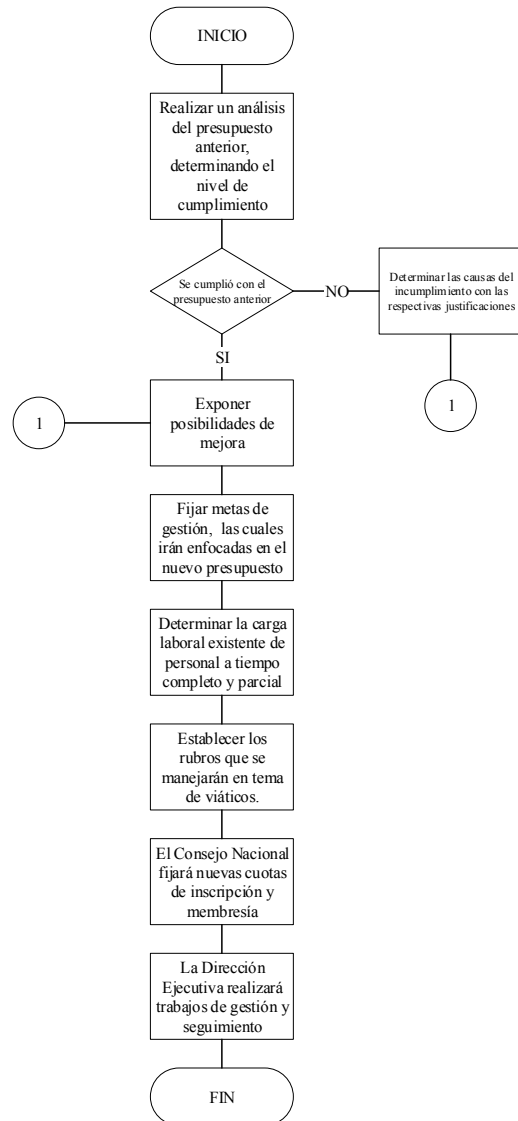 INICIO
Realizar un análisis
del presupuesto
anterior,
determinando el
nivel de
cumplimiento
Se cumplió con el
presupuesto anterior
NO
Determinar las causas del
incumplimiento con las
respectivas justificaciones
1
SI
1
Exponer
posibilidades de
mejora
Fijar metas de
gestión, las cuales
irán enfocadas en el
nuevo presupuesto
Determinar la carga
laboral existente de
personal a tiempo
completo y parcial
Establecer los
rubros que se
manejarán en tema
de viáticos.
El Consejo Nacional
fijará nuevas cuotas
de inscripción y
membresía
La Dirección
Ejecutiva realizará
trabajos de gestión y
seguimiento
FIN